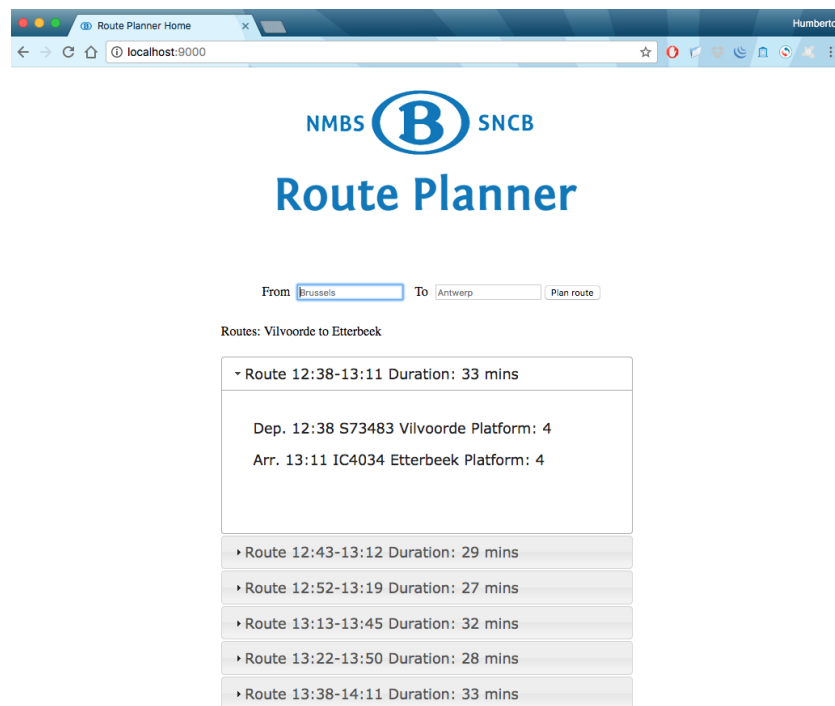 Route Planner Home
Humberto
localhost:9000
NMBS B SNCB
Route Planner
From Brussels To Antwerp Plan route
Routes: Vilvoorde to Etterbeek
Route 12:38-13:11 Duration: 33 mins
Dep. 12:38 S73483 Vilvoorde Platform: 4
Arr. 13:11 IC4034 Etterbeek Platform: 4
Route 12:43-13:12 Duration: 29 mins
Route 12:52-13:19 Duration: 27 mins
Route 13:13-13:45 Duration: 32 mins
Route 13:22-13:50 Duration: 28 mins
Route 13:38-14:11 Duration: 33 mins